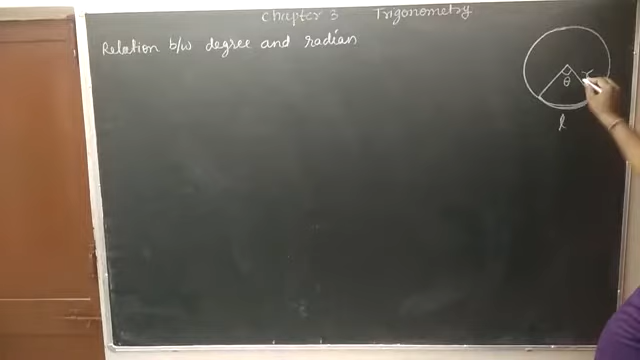 Chapter 3 Trigonometry
Relation b/w degree and radian
r
θ
l